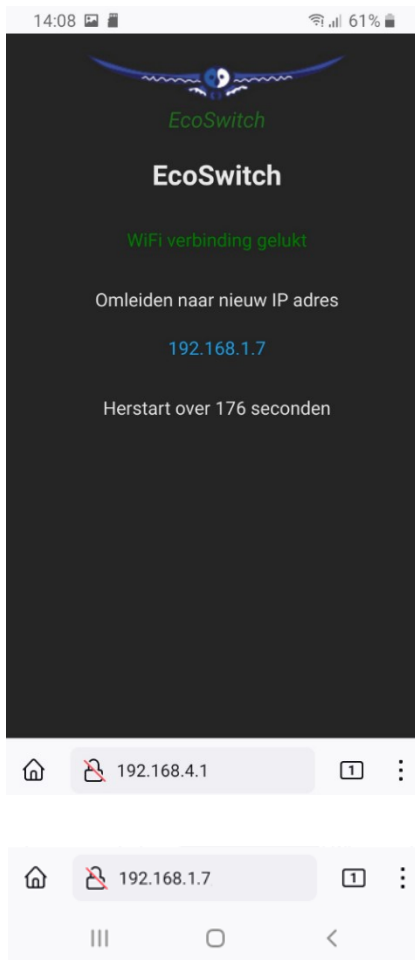 14:08 61%
EcoSwitch
EcoSwitch
WiFi verbinding gelukt
Omleiden naar nieuw IP adres
192.168.1.7
Herstart over 176 seconden
192.168.4.1 1
192.168.1.7 1